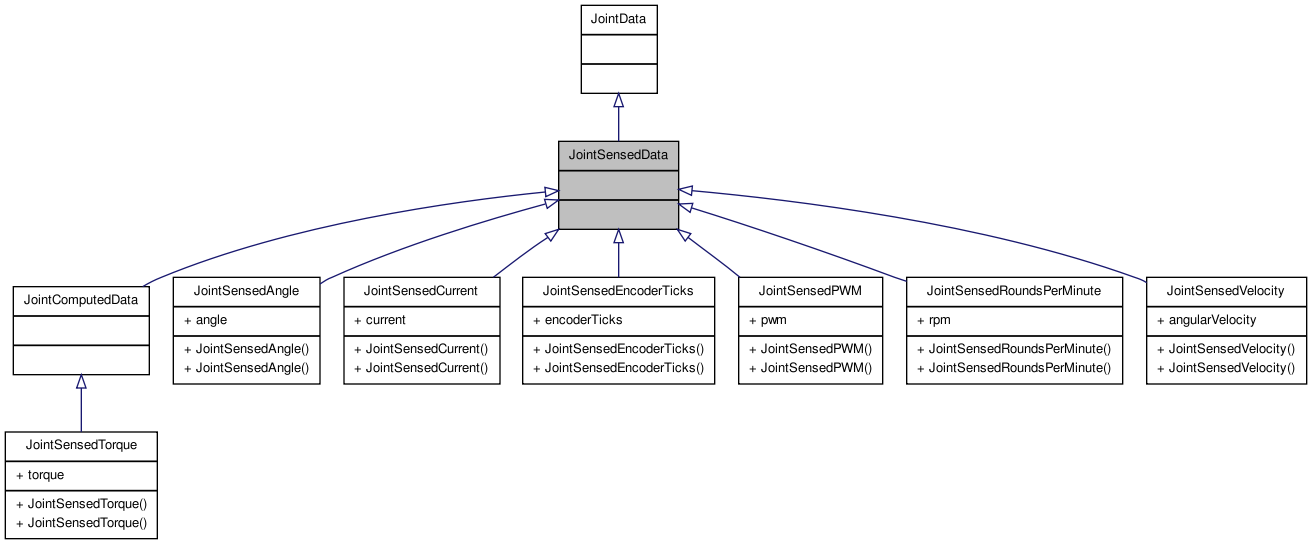 JointData
JointSensedData
JointComputedData
JointSensedAngle
+ angle
+ JointSensedAngle()
+ JointSensedAngle()
JointSensedCurrent
+ current
+ JointSensedCurrent()
+ JointSensedCurrent()
JointSensedEncoderTicks
+ encoderTicks
+ JointSensedEncoderTicks()
+ JointSensedEncoderTicks()
JointSensedPWM
+ pwm
+ JointSensedPWM()
+ JointSensedPWM()
JointSensedRoundsPerMinute
+ rpm
+ JointSensedRoundsPerMinute()
+ JointSensedRoundsPerMinute()
JointSensedVelocity
+ angularVelocity
+ JointSensedVelocity()
+ JointSensedVelocity()
JointSensedTorque
+ torque
+ JointSensedTorque()
+ JointSensedTorque()